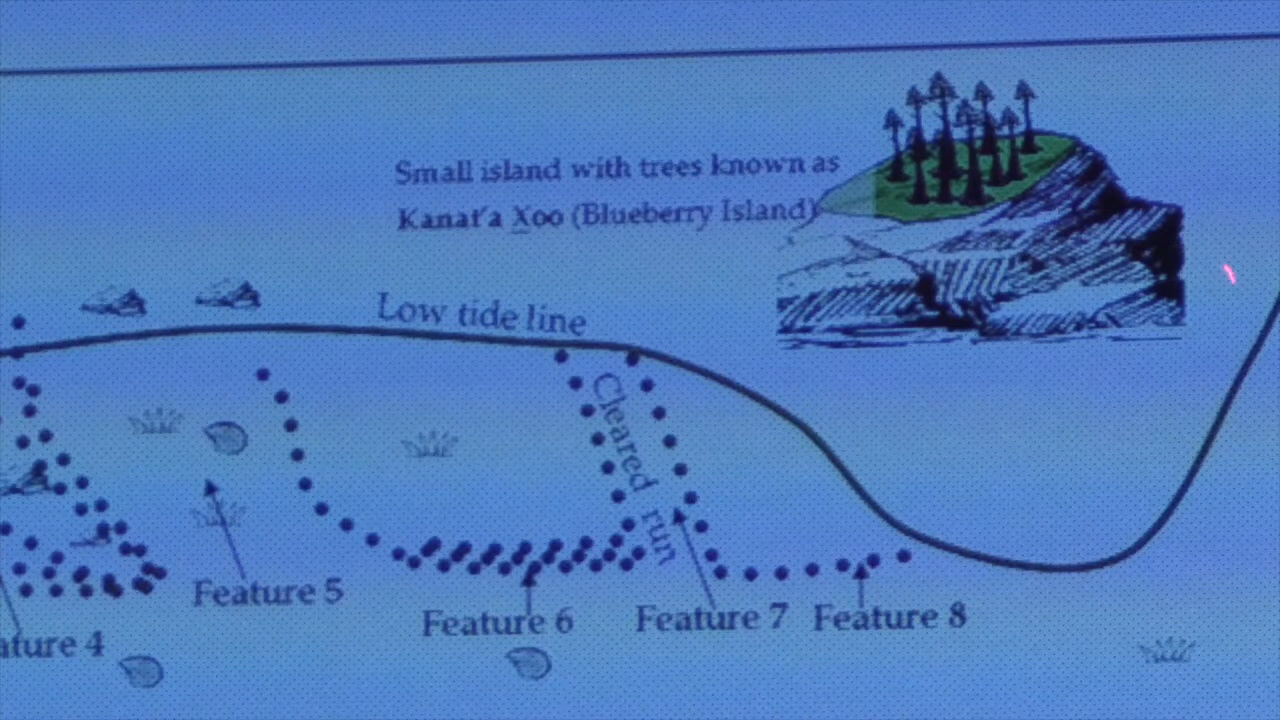 Small island with trees known as
Kanat'a X̲oo (Blueberry Island)
Low tide line
Cleared run
Feature 5
Feature 6
Feature 7
Feature 8
ature 4